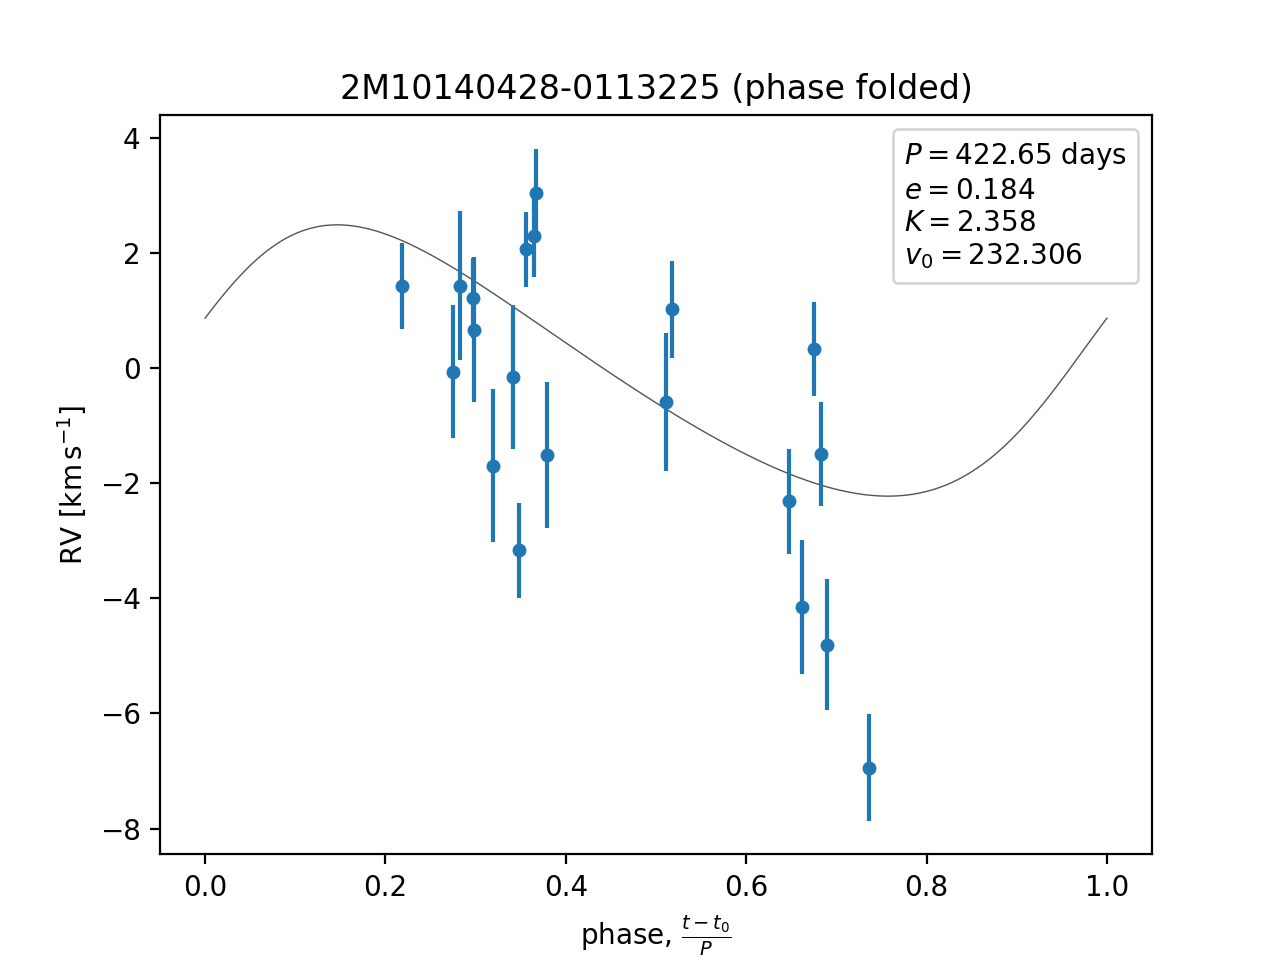 2M10140428-0113225 (phase folded)
P = 422.65 days
e = 0.184
K = 2.358
v₀ = 232.306
RV [km s⁻¹]
4
2
0
−2
−4
−6
−8
0.0 0.2 0.4 0.6 0.8 1.0
phase, (t − t₀)/P